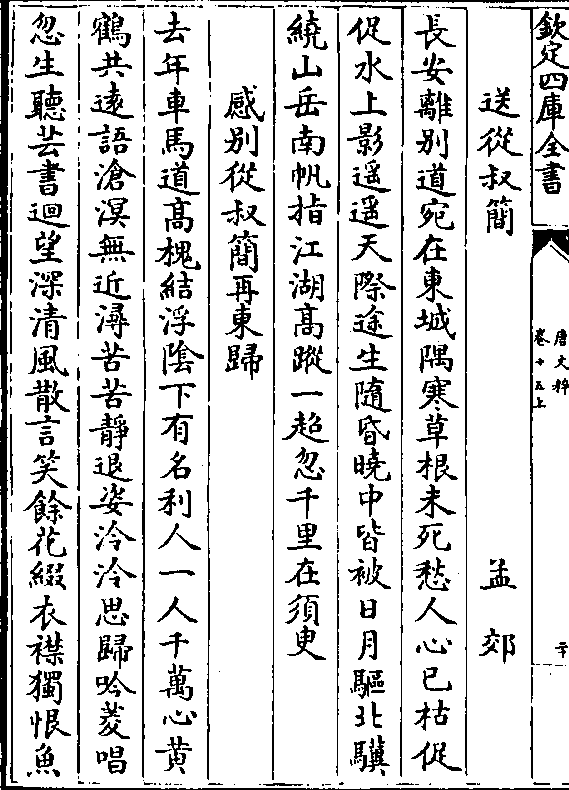 欽定四庫全書
唐文粹
卷十五上
二十
送從叔簡
孟郊
長安離別道宛在東城隅寒草根未死愁人心已枯促
促水上影遥遥天際途生隨昏曉中皆被日月驅北驥
繞山岳南帆指江湖髙蹤一超忽千里在須臾
感别從叔簡再東歸
去年車馬道髙槐結浮隂下有名利人一人千萬心黄
鶴共逺語滄溟無近潯苦苦靜退姿泠泠思歸吟菱唱
忽生聽芸書迴望深清風散言笑餘花綴衣襟獨恨魚